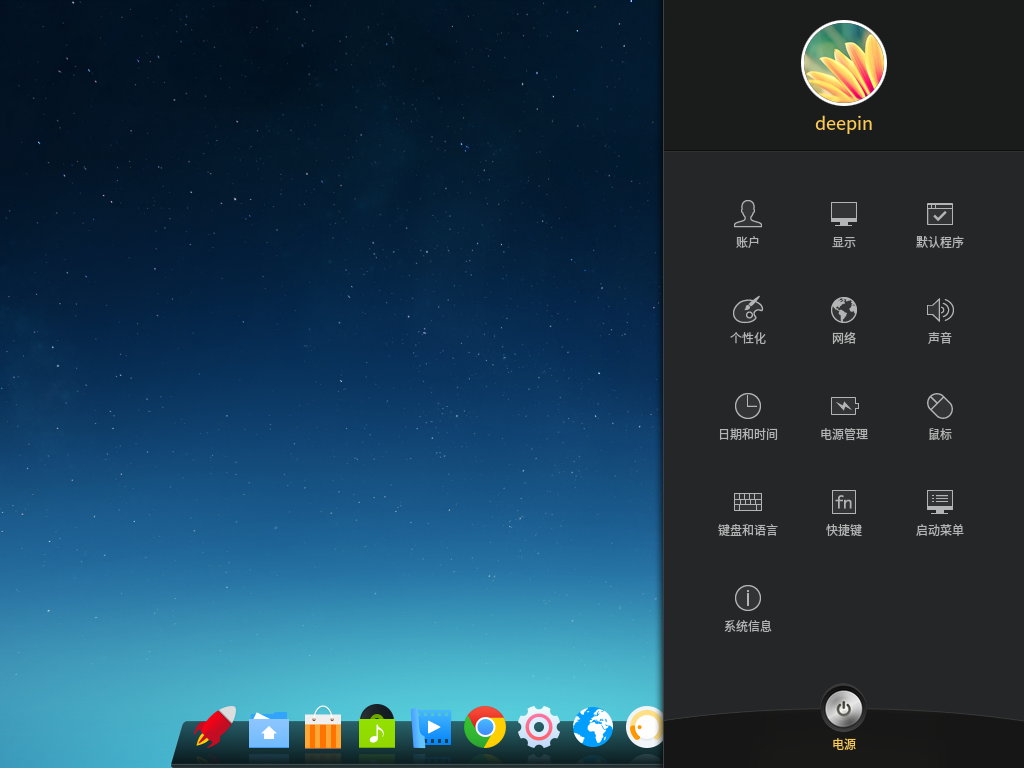 deepin
账户
显示
默认程序
个性化
网络
声音
日期和时间
电源管理
鼠标
键盘和语言
fn
快捷键
启动菜单
系统信息
电源